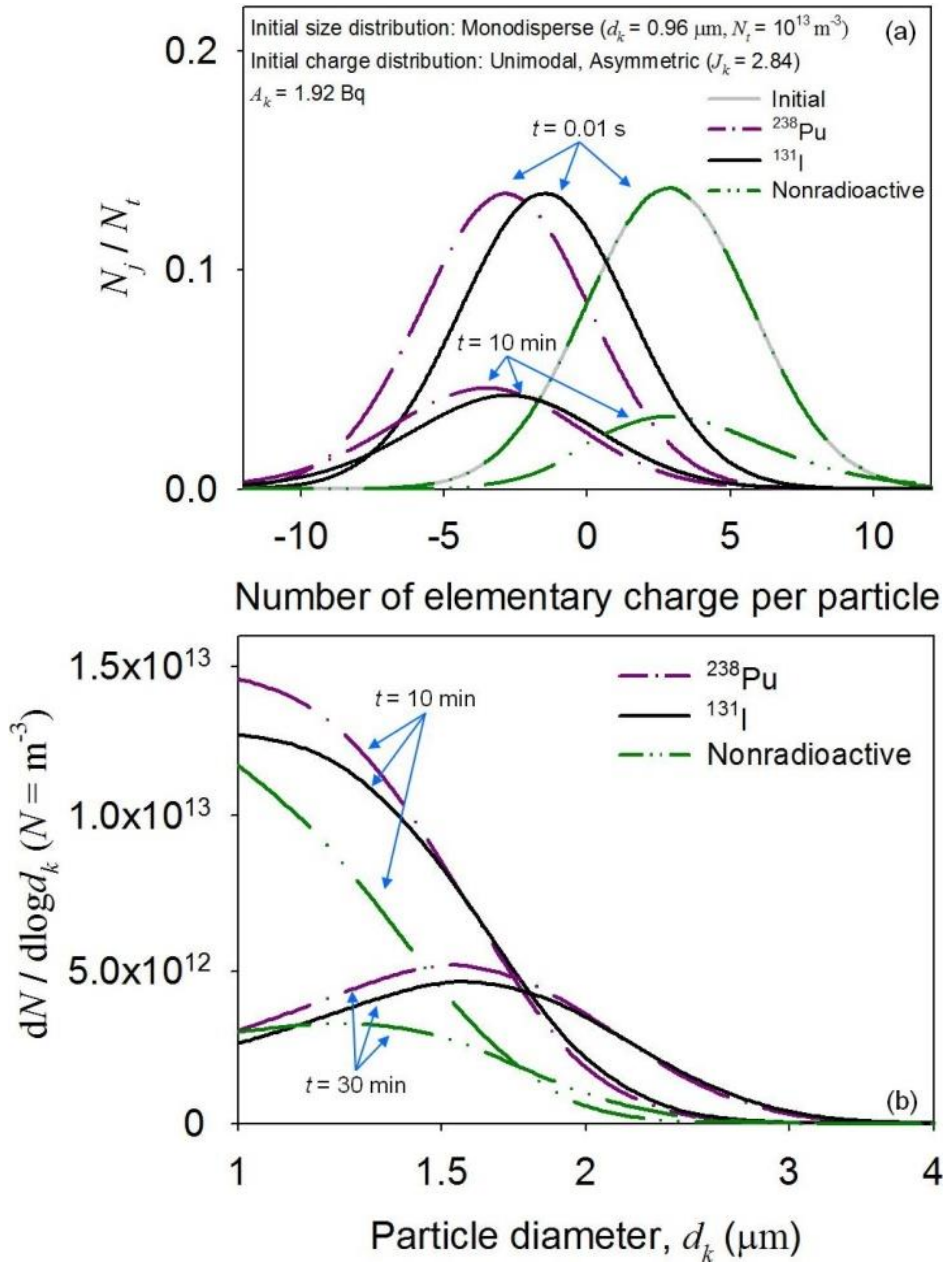 Initial size distribution: Monodisperse (dₖ = 0.96 μm, Nₜ = 10¹³ m⁻³) (a)
Initial charge distribution: Unimodal, Asymmetric (Jₖ = 2.84)
Aₖ = 1.92 Bq
Initial
²³⁸Pu
¹³¹I
Nonradioactive
t = 0.01 s
t = 10 min
0.2
0.1
0.0
Nⱼ / Nₜ
-10 -5 0 5 10
Number of elementary charge per particle
1.5x10¹³
1.0x10¹³
5.0x10¹²
0
dN / dlogdₖ (N = m⁻³)
²³⁸Pu
¹³¹I
Nonradioactive
t = 10 min
t = 30 min
(b)
1 1.5 2 3 4
Particle diameter, dₖ (μm)